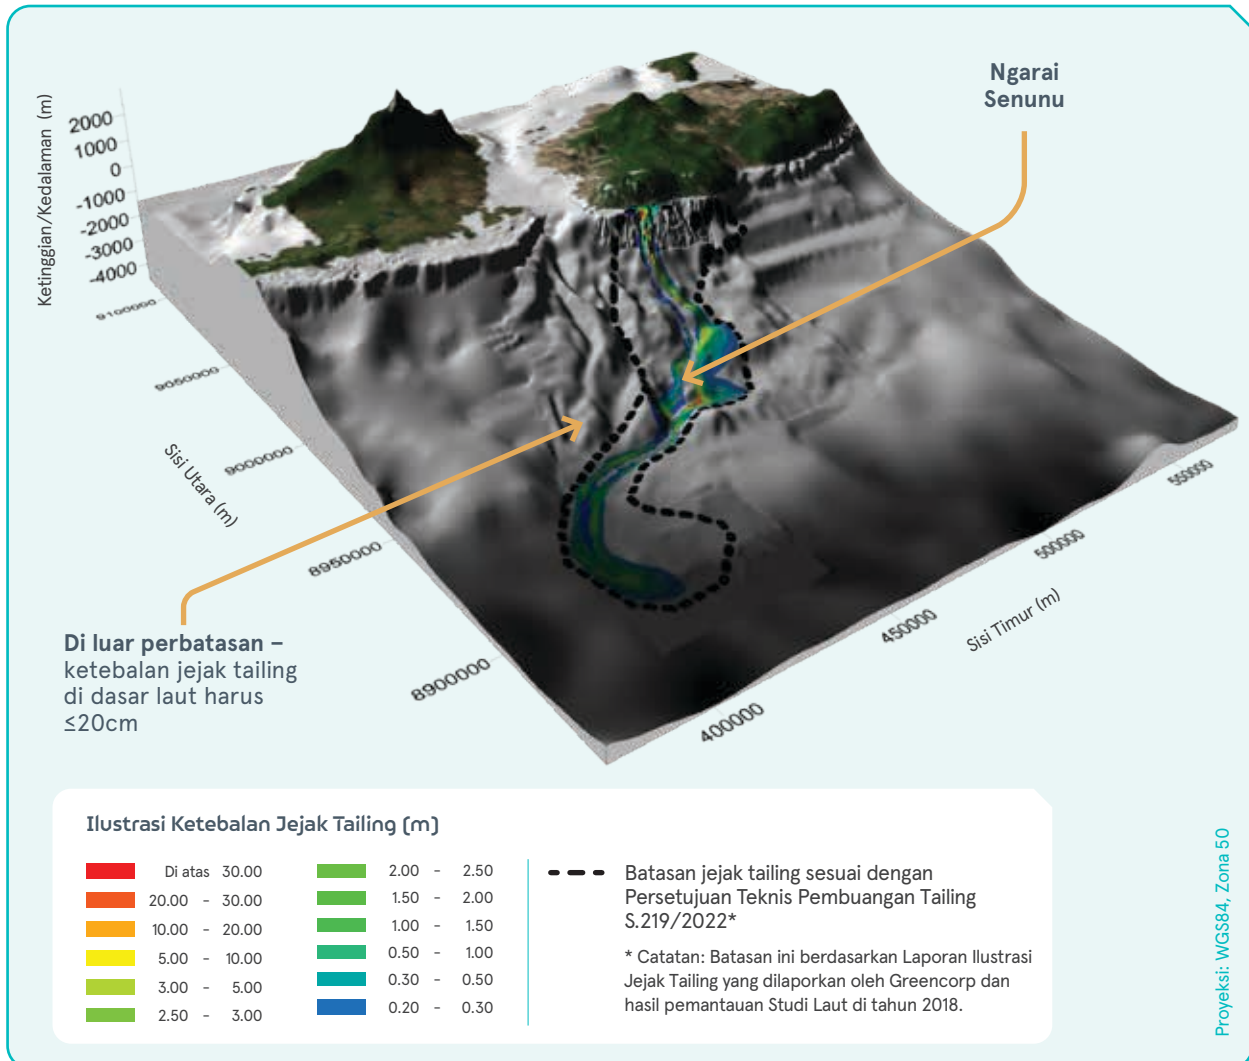 Ngarai
Senunu
Ketinggian/Kedalaman (m)
2000
1000
0
-1000
-2000
-3000
-4000
9100000
9050000
9000000
8950000
8900000
Sisi Utara (m)
400000
450000
500000
550000
Sisi Timur (m)
Di luar perbatasan –
ketebalan jejak tailing
di dasar laut harus
≤20cm
Ilustrasi Ketebalan Jejak Tailing (m)
Di atas 30.00
20.00 - 30.00
10.00 - 20.00
5.00 - 10.00
3.00 - 5.00
2.50 - 3.00
2.00 - 2.50
1.50 - 2.00
1.00 - 1.50
0.50 - 1.00
0.30 - 0.50
0.20 - 0.30
Batasan jejak tailing sesuai dengan
Persetujuan Teknis Pembuangan Tailing
S.219/2022*
* Catatan: Batasan ini berdasarkan Laporan Ilustrasi
Jejak Tailing yang dilaporkan oleh Greencorp dan
hasil pemantauan Studi Laut di tahun 2018.
Proyeksi: WGS84, Zona 50